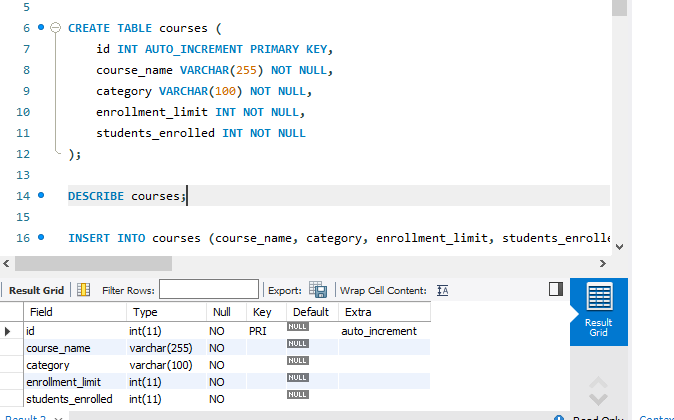 5
6 CREATE TABLE courses (
7 id INT AUTO_INCREMENT PRIMARY KEY,
8 course_name VARCHAR(255) NOT NULL,
9 category VARCHAR(100) NOT NULL,
10 enrollment_limit INT NOT NULL,
11 students_enrolled INT NOT NULL
12 );
13
14 DESCRIBE courses;
15
16 INSERT INTO courses (course_name, category, enrollment_limit, students_enrolle
Result Grid Filter Rows: Export: Wrap Cell Content: IA
Field Type Null Key Default Extra
id int(11) NO PRI NULL auto_increment
course_name varchar(255) NO NULL
category varchar(100) NO NULL
enrollment_limit int(11) NO NULL
students_enrolled int(11) NO NULL
Result
Grid
Result 2 Read Only Contex